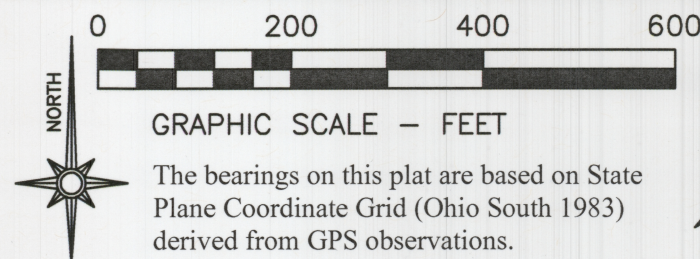 0 200 400 600
NORTH
GRAPHIC SCALE – FEET
The bearings on this plat are based on State
Plane Coordinate Grid (Ohio South 1983)
derived from GPS observations.